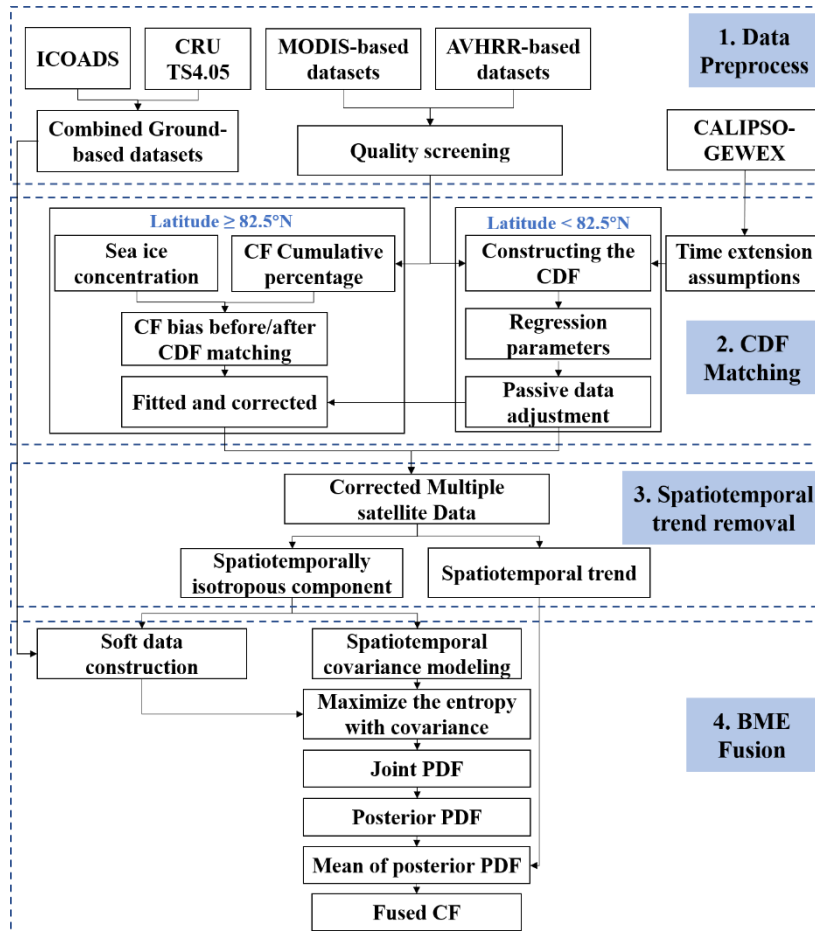 ICOADS
CRU
TS4.05
MODIS-based
datasets
AVHRR-based
datasets
1. Data
Preprocess
Combined Ground-
based datasets
Quality screening
CALIPSO-
GEWEX
Latitude ≥ 82.5°N
Latitude < 82.5°N
Sea ice
concentration
CF Cumulative
percentage
Constructing the
CDF
Time extension
assumptions
CF bias before/after
CDF matching
Regression
parameters
2. CDF
Matching
Fitted and corrected
Passive data
adjustment
Corrected Multiple
satellite Data
3. Spatiotemporal
trend removal
Spatiotemporally
isotropous component
Spatiotemporal trend
Soft data
construction
Spatiotemporal
covariance modeling
Maximize the entropy
with covariance
4. BME
Fusion
Joint PDF
Posterior PDF
Mean of posterior PDF
Fused CF